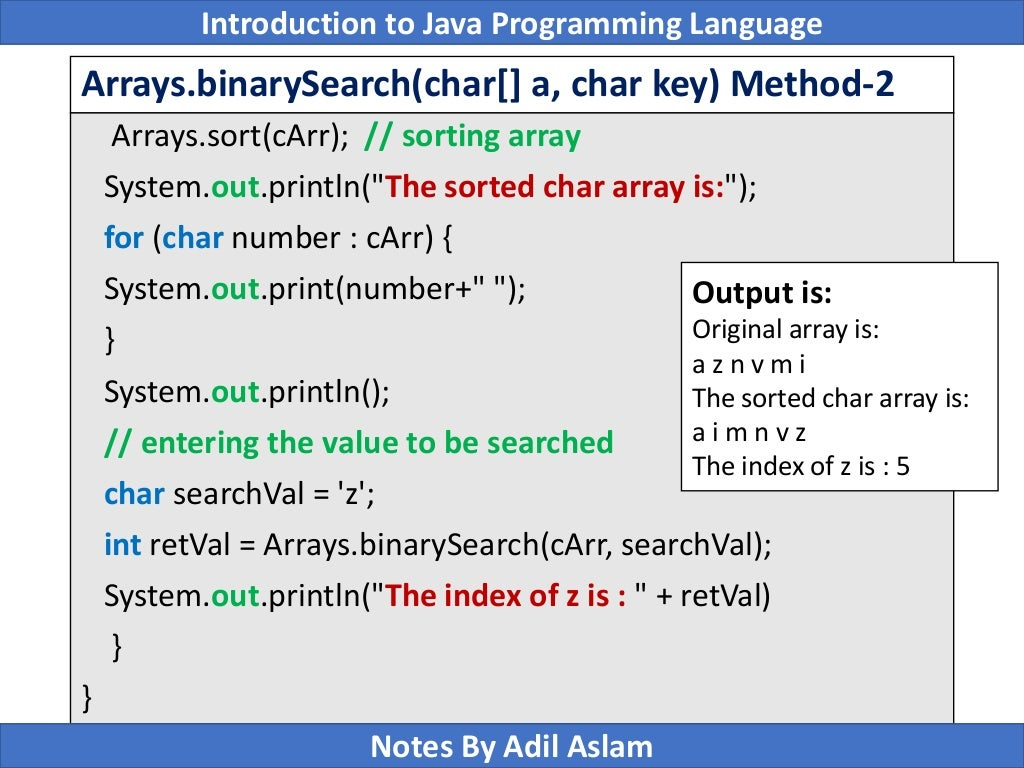 Introduction to Java Programming Language
Arrays.binarySearch(char[] a, char key) Method-2
Arrays.sort(cArr); // sorting array
System.out.println("The sorted char array is:");
for (char number : cArr) {
System.out.print(number+" ");
}
System.out.println();
// entering the value to be searched
char searchVal = 'z';
int retVal = Arrays.binarySearch(cArr, searchVal);
System.out.println("The index of z is : " + retVal)
}
}
Output is:
Original array is:
a z n v m i
The sorted char array is:
a i m n v z
The index of z is : 5
Notes By Adil Aslam